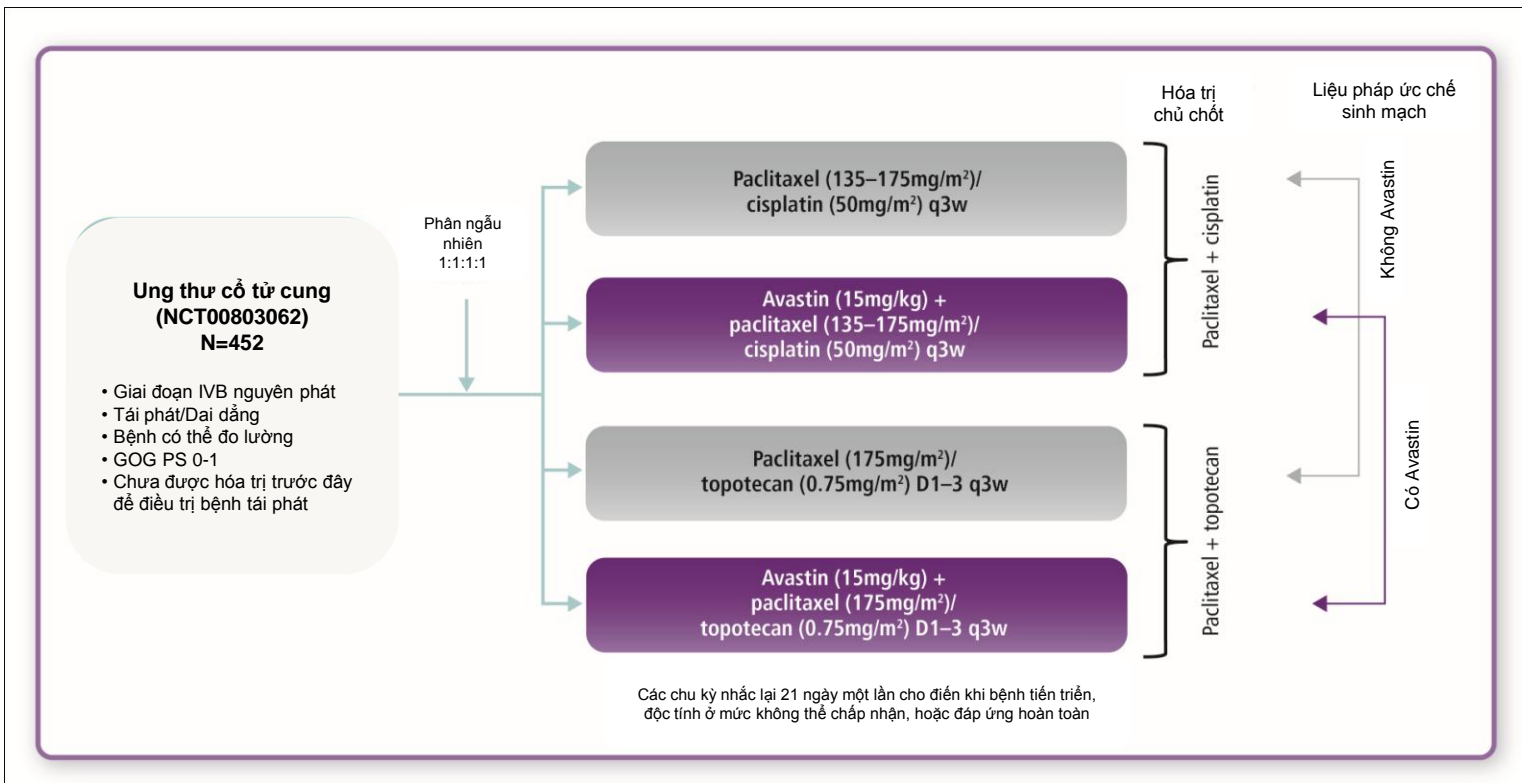 Hóa trị
chủ chốt
Liệu pháp ức chế
sinh mạch
Ung thư cổ tử cung
(NCT00803062)
N=452
• Giai đoạn IVB nguyên phát
• Tái phát/Dai dẳng
• Bệnh có thể đo lường
• GOG PS 0-1
• Chưa được hóa trị trước đây
để điều trị bệnh tái phát
Phân ngẫu
nhiên
1:1:1:1
Paclitaxel (135–175mg/m²)/
cisplatin (50mg/m²) q3w
Avastin (15mg/kg) +
paclitaxel (135–175mg/m²)/
cisplatin (50mg/m²) q3w
Paclitaxel (175mg/m²)/
topotecan (0.75mg/m²) D1–3 q3w
Avastin (15mg/kg) +
paclitaxel (175mg/m²)/
topotecan (0.75mg/m²) D1–3 q3w
Paclitaxel + cisplatin
Paclitaxel + topotecan
Không Avastin
Có Avastin
Các chu kỳ nhắc lại 21 ngày một lần cho điến khi bệnh tiến triển,
độc tính ở mức không thể chấp nhận, hoặc đáp ứng hoàn toàn